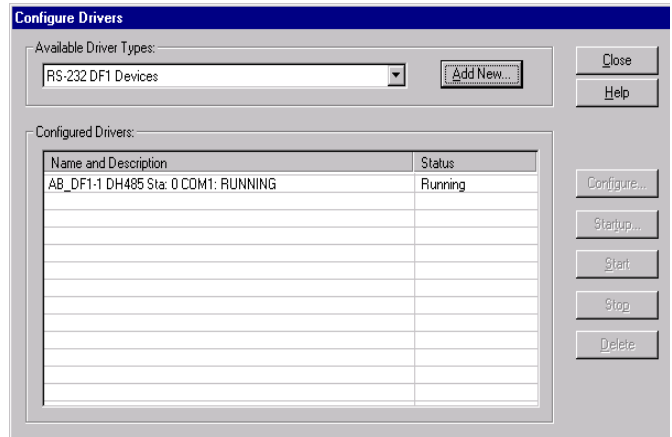 Configure Drivers
Available Driver Types:
RS-232 DF1 Devices
Add New...
Close
Help
Configured Drivers:
Name and Description
Status
AB_DF1-1 DH485 Sta: 0 COM1: RUNNING
Running
Configure...
Startup...
Start
Stop
Delete